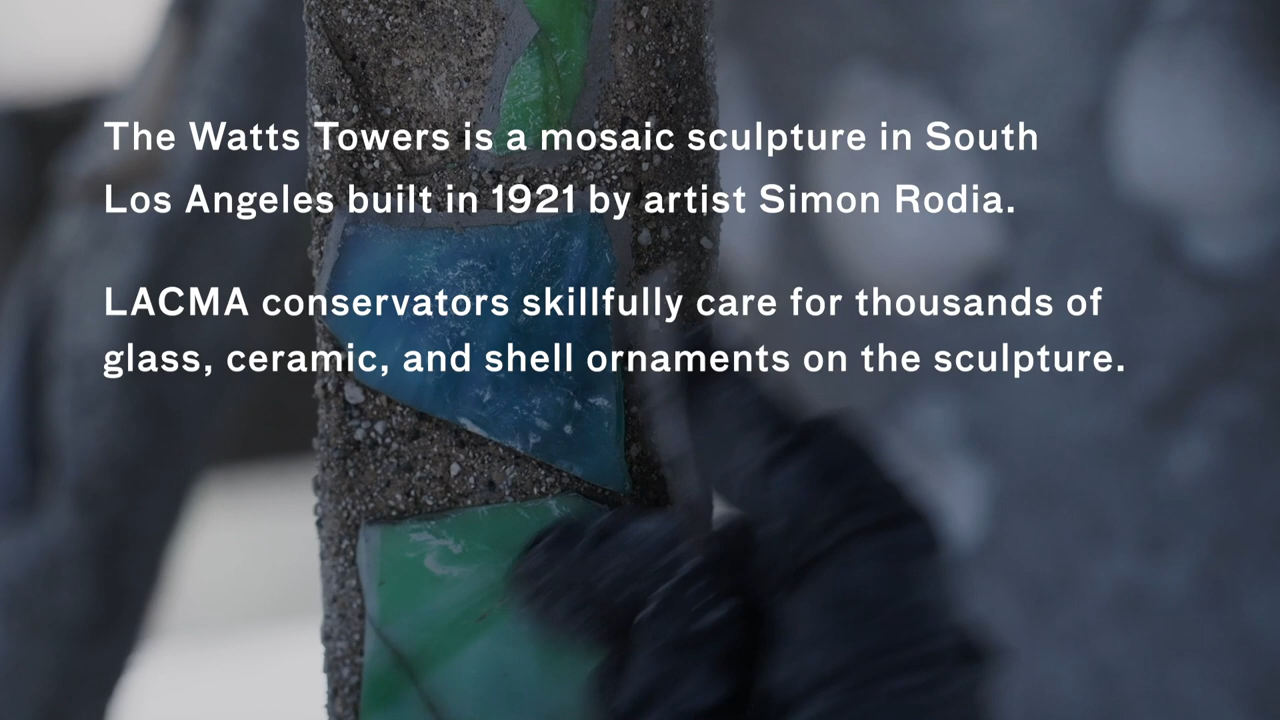 The Watts Towers is a mosaic sculpture in South
Los Angeles built in 1921 by artist Simon Rodia.
LACMA conservators skillfully care for thousands of
glass, ceramic, and shell ornaments on the sculpture.